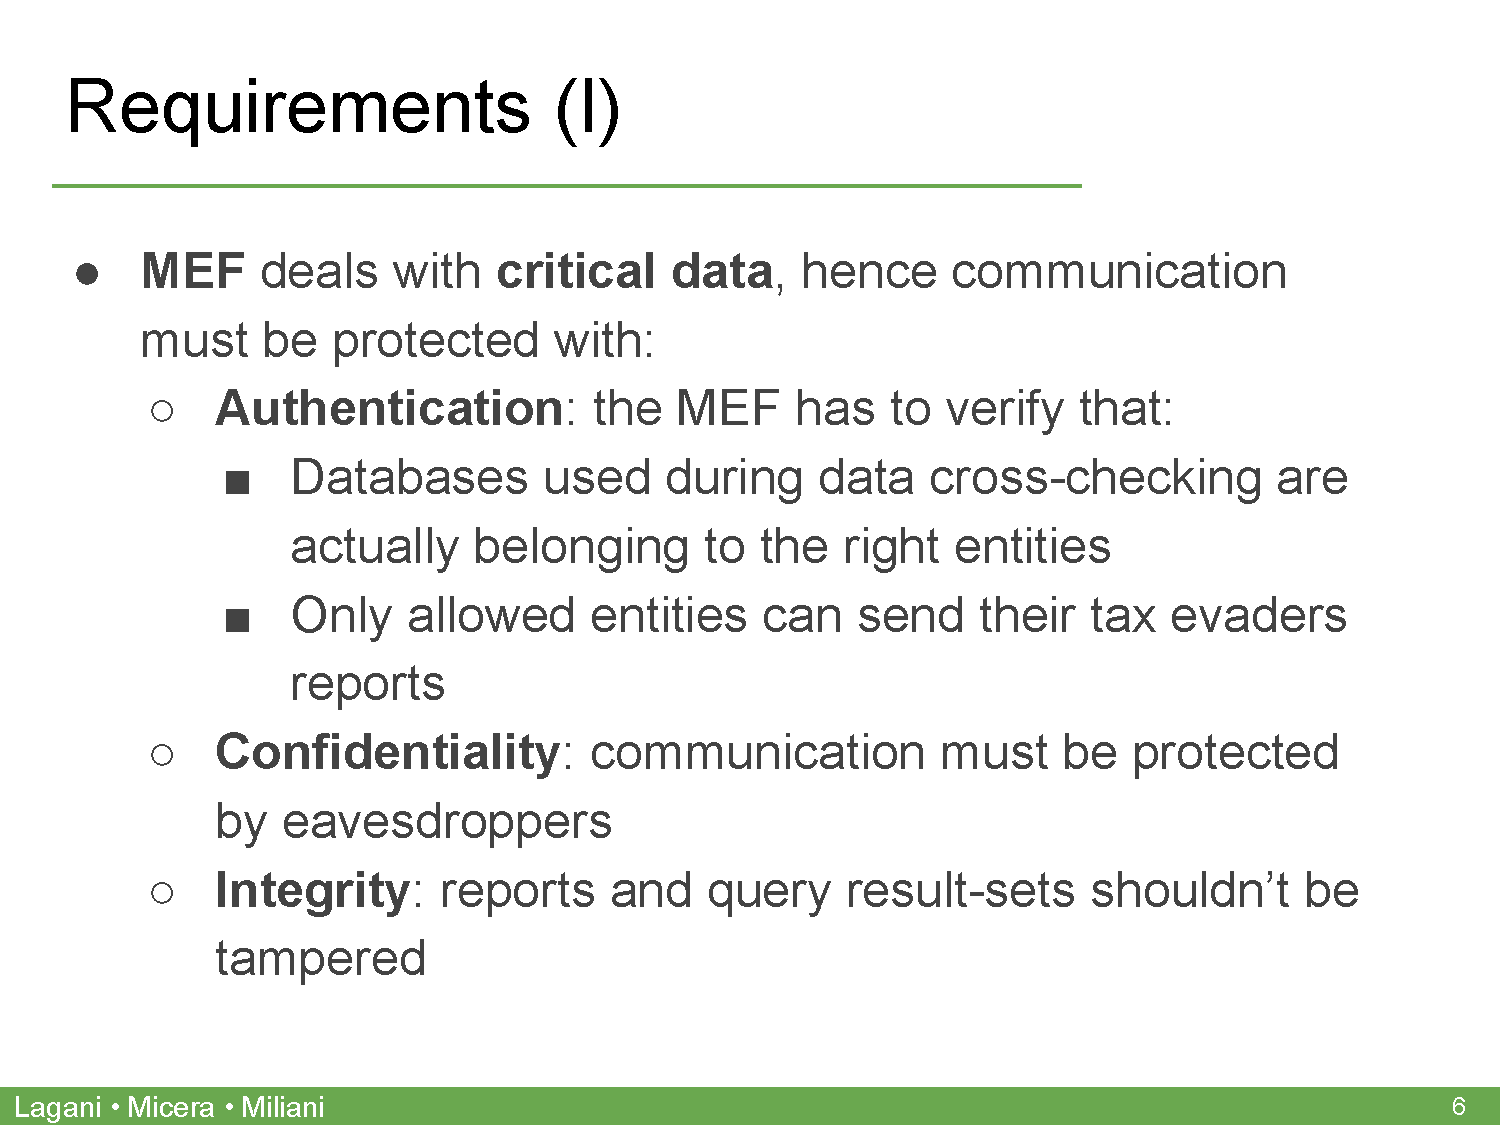 Requirements (I)
● MEF deals with critical data, hence communication
must be protected with:
○ Authentication: the MEF has to verify that:
■ Databases used during data cross-checking are
actually belonging to the right entities
■ Only allowed entities can send their tax evaders
reports
○ Confidentiality: communication must be protected
by eavesdroppers
○ Integrity: reports and query result-sets shouldn’t be
tampered
Lagani • Micera • Miliani 6